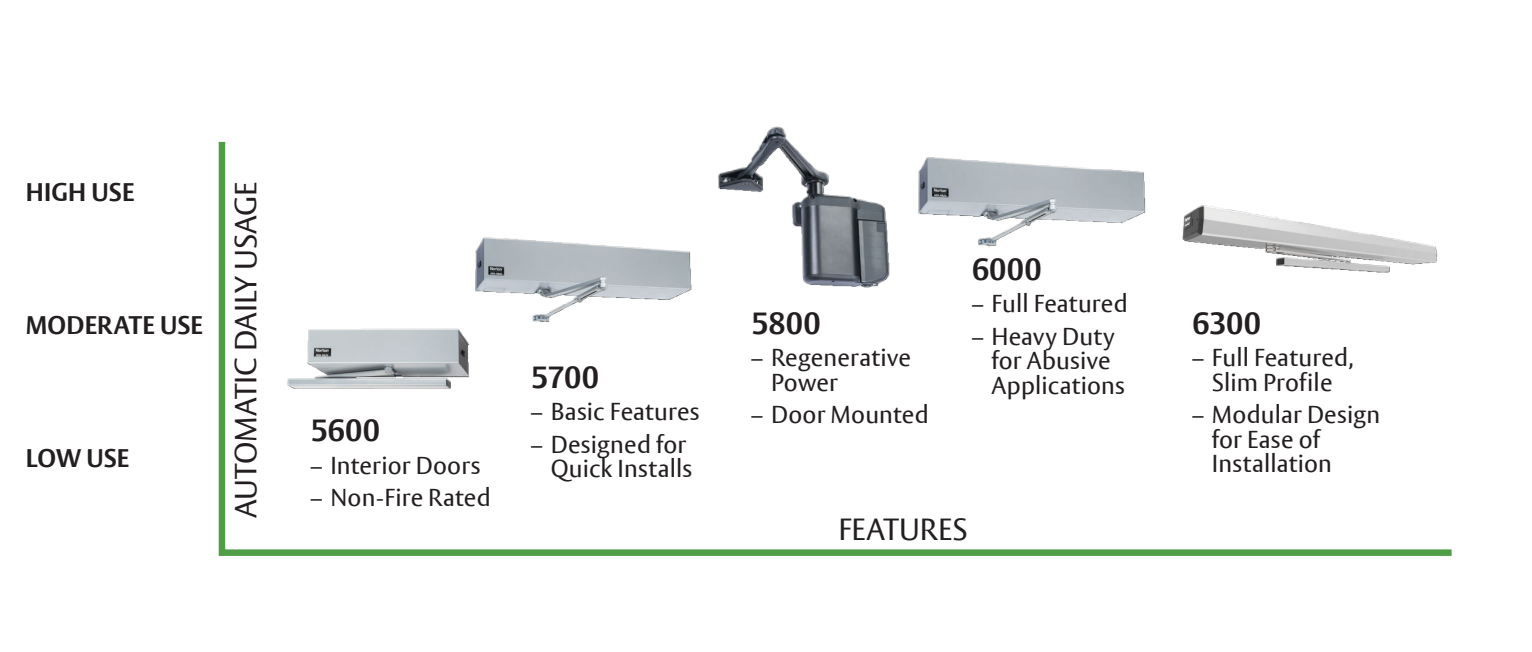 HIGH USE
MODERATE USE
LOW USE
AUTOMATIC DAILY USAGE
5600
– Interior Doors
– Non-Fire Rated
5700
– Basic Features
– Designed for
Quick Installs
5800
– Regenerative
Power
– Door Mounted
6000
– Full Featured
– Heavy Duty
for Abusive
Applications
6300
– Full Featured,
Slim Profile
– Modular Design
for Ease of
Installation
FEATURES